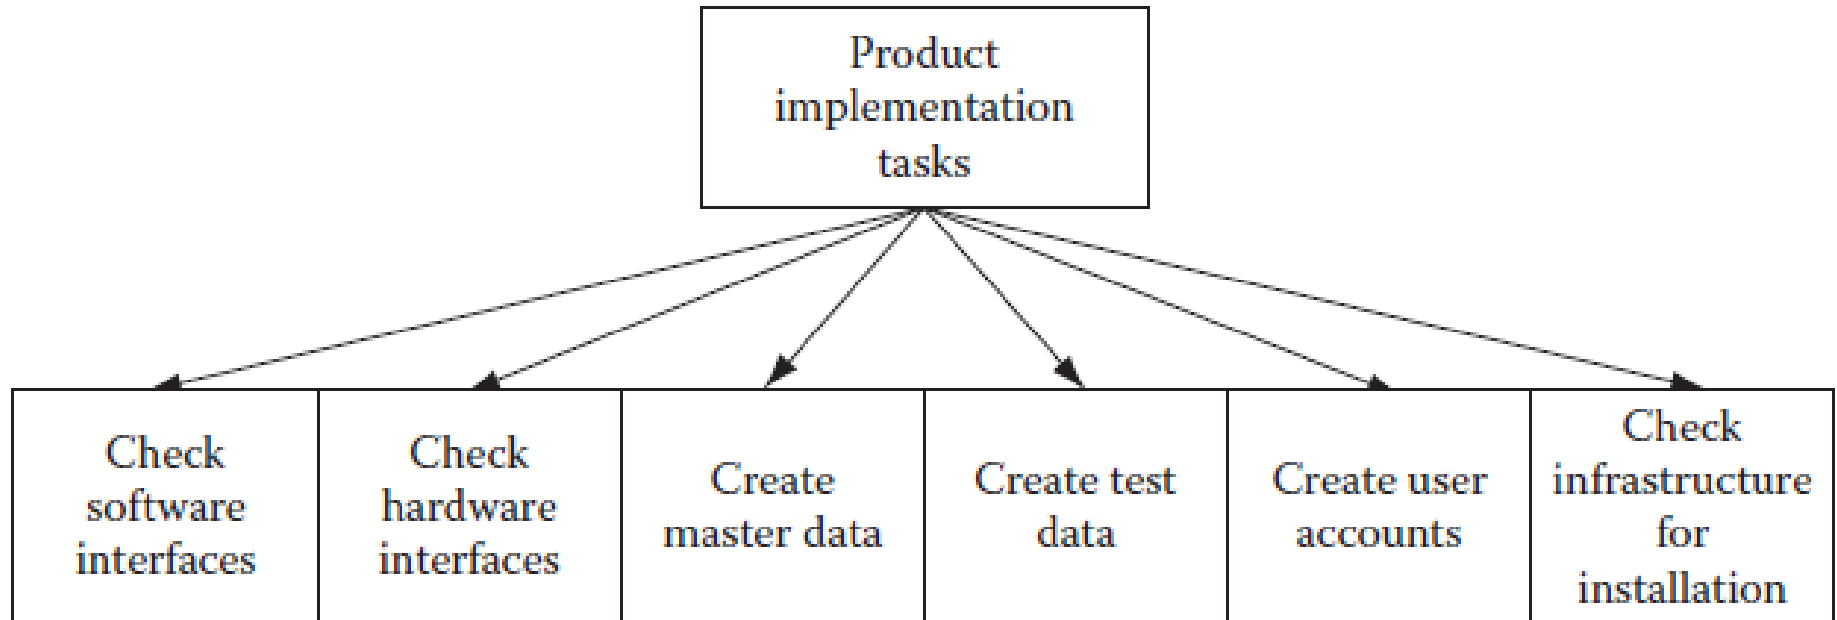 Product
implementation
tasks
Check
software
interfaces
Check
hardware
interfaces
Create
master data
Create test
data
Create user
accounts
Check
infrastructure
for
installation